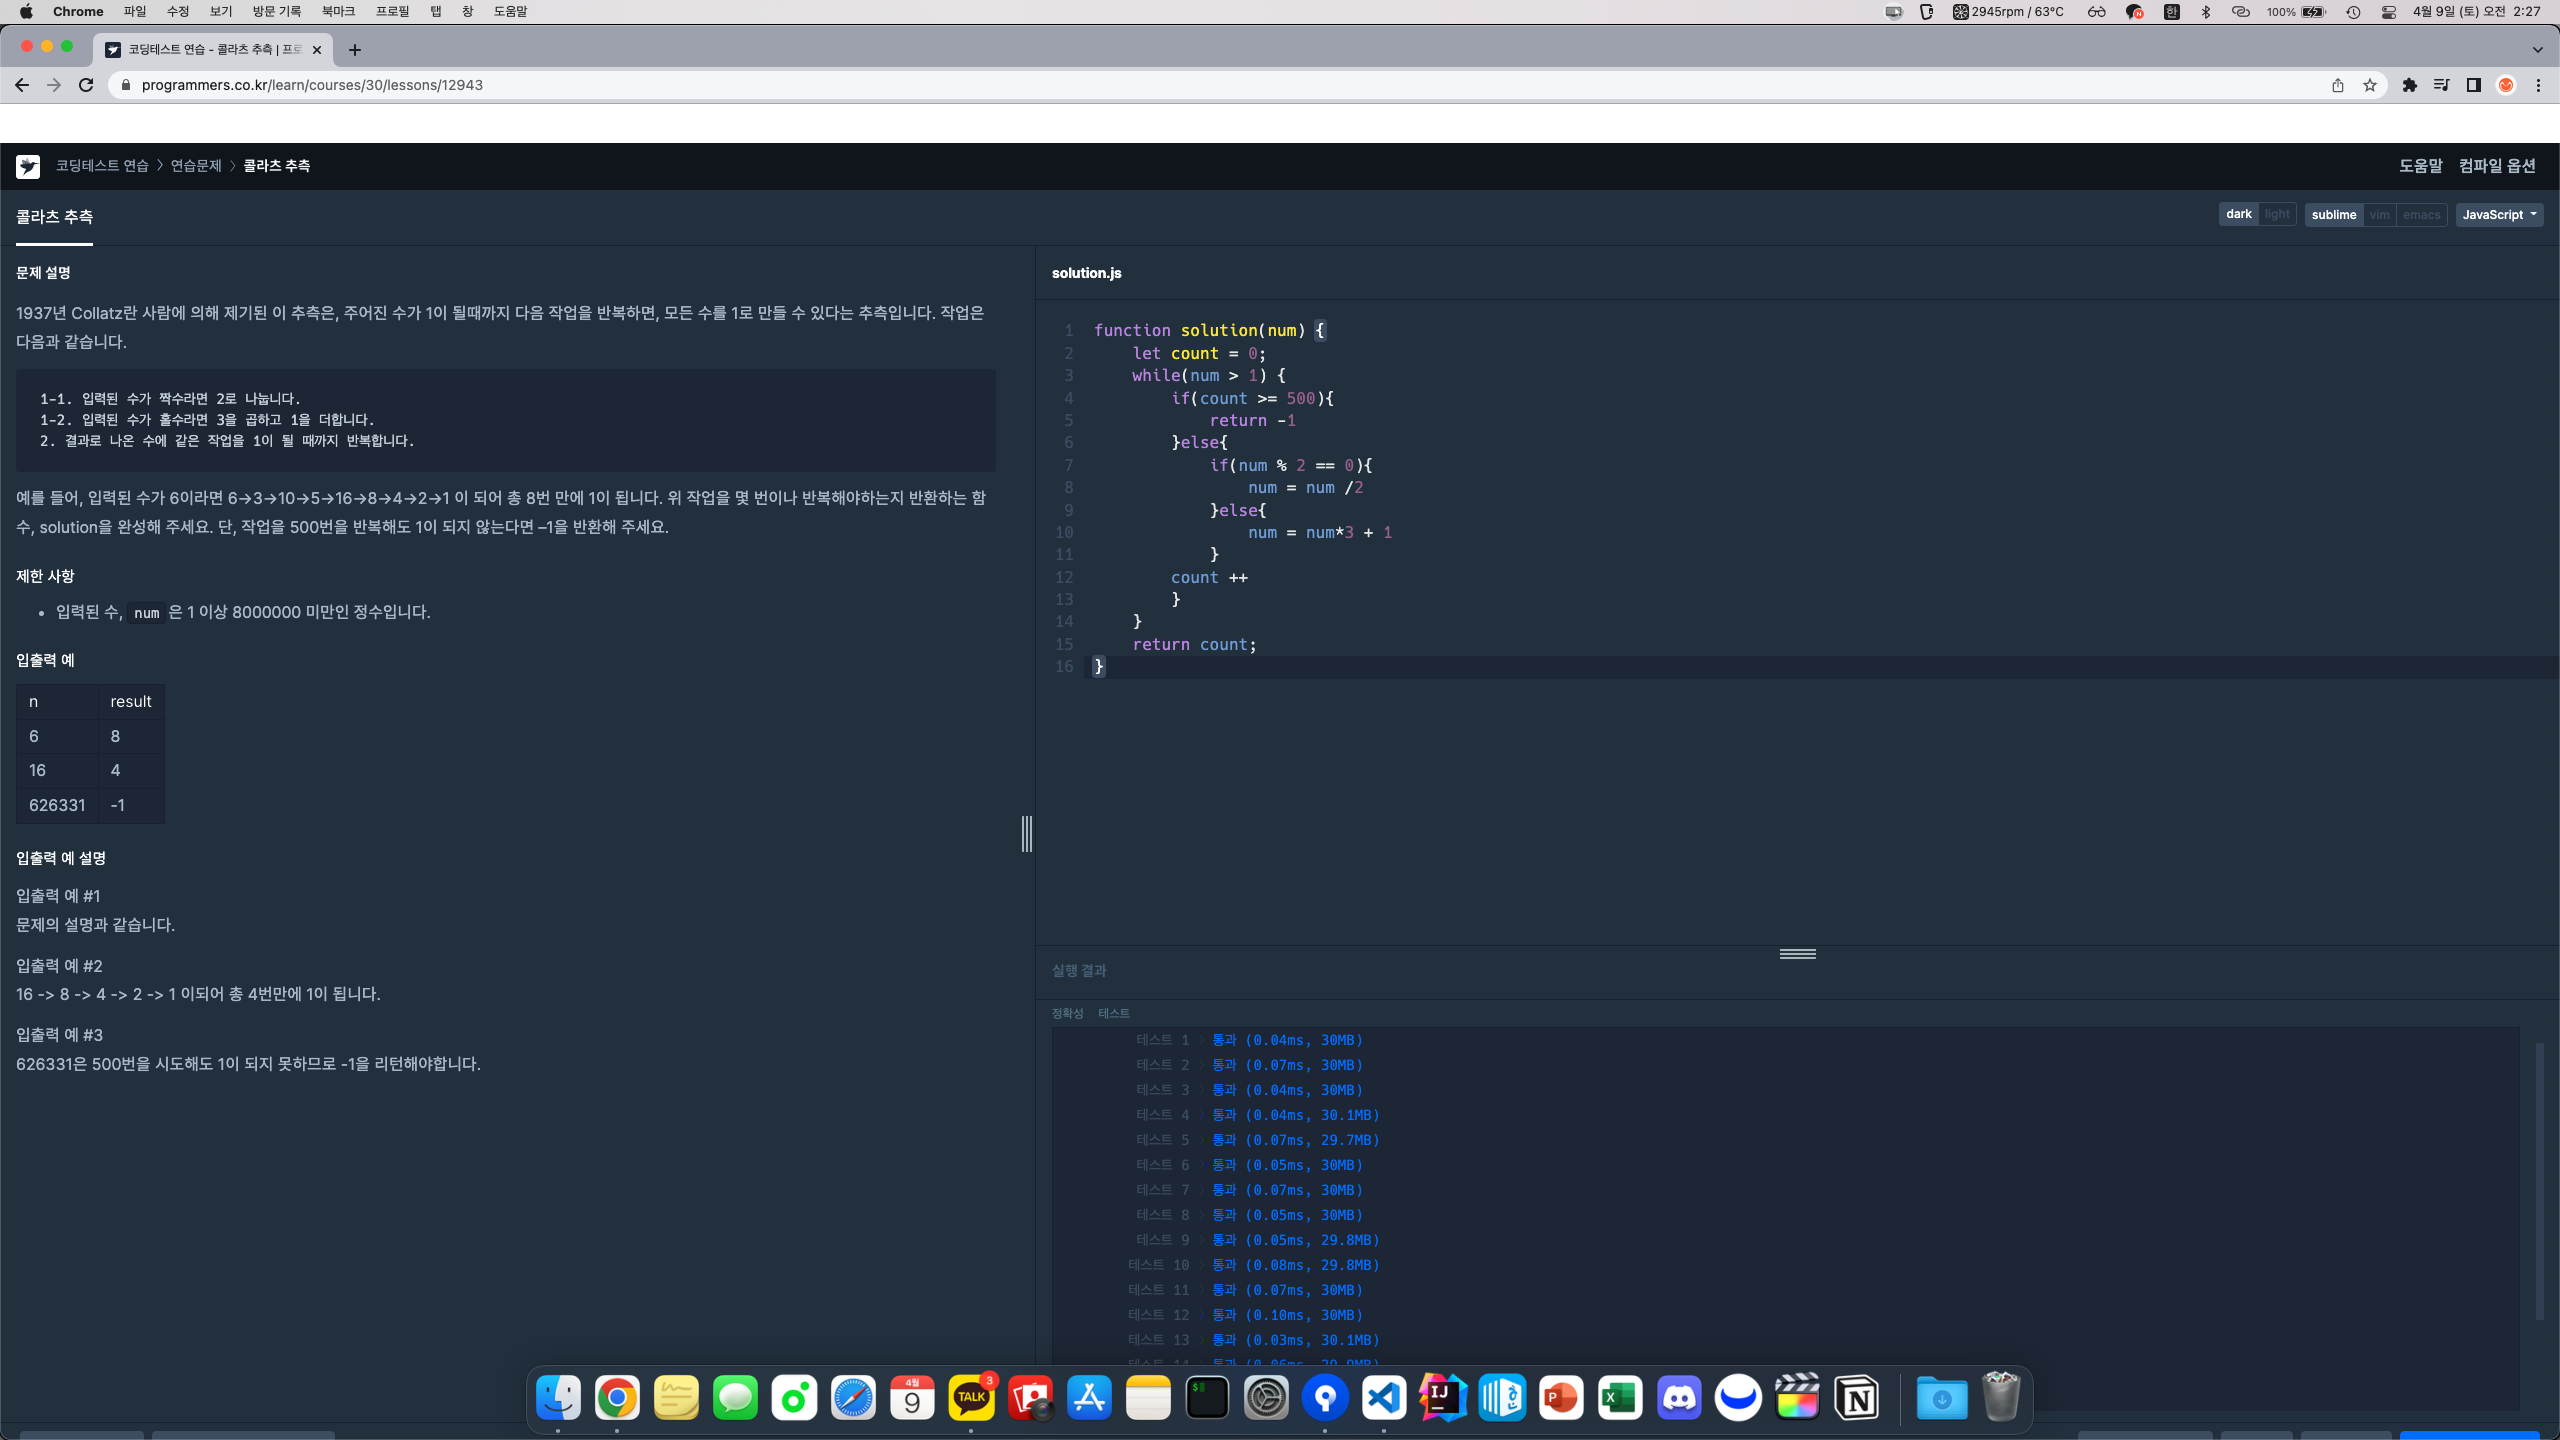 Chrome 파일 수정 보기 방문 기록 북마크 프로필 탭 창 도움말
2945rpm / 63°C 한 100% 4월 9일 (토) 오전 2:27
코딩테스트 연습 - 콜라츠 추측 | 프로
programmers.co.kr/learn/courses/30/lessons/12943
코딩테스트 연습 > 연습문제 > 콜라츠 추측
도움말 컴파일 옵션
콜라츠 추측
dark light sublime vim emacs JavaScript
문제 설명
1937년 Collatz란 사람에 의해 제기된 이 추측은, 주어진 수가 1이 될때까지 다음 작업을 반복하면, 모든 수를 1로 만들 수 있다는 추측입니다. 작업은
다음과 같습니다.
1-1. 입력된 수가 짝수라면 2로 나눕니다.
1-2. 입력된 수가 홀수라면 3을 곱하고 1을 더합니다.
2. 결과로 나온 수에 같은 작업을 1이 될 때까지 반복합니다.
예를 들어, 입력된 수가 6이라면 6→3→10→5→16→8→4→2→1 이 되어 총 8번 만에 1이 됩니다. 위 작업을 몇 번이나 반복해야하는지 반환하는 함
수, solution을 완성해 주세요. 단, 작업을 500번을 반복해도 1이 되지 않는다면 –1을 반환해 주세요.
제한 사항
• 입력된 수, num 은 1 이상 8000000 미만인 정수입니다.
입출력 예
n result
6 8
16 4
626331 -1
입출력 예 설명
입출력 예 #1
문제의 설명과 같습니다.
입출력 예 #2
16 -> 8 -> 4 -> 2 -> 1 이되어 총 4번만에 1이 됩니다.
입출력 예 #3
626331은 500번을 시도해도 1이 되지 못하므로 -1을 리턴해야합니다.
solution.js
1 function solution(num) {
2 let count = 0;
3 while(num > 1) {
4 if(count >= 500){
5 return -1
6 }else{
7 if(num % 2 == 0){
8 num = num /2
9 }else{
10 num = num*3 + 1
11 }
12 count ++
13 }
14 }
15 return count;
16 }
실행 결과
정확성 테스트
테스트 1 > 통과 (0.04ms, 30MB)
테스트 2 > 통과 (0.07ms, 30MB)
테스트 3 > 통과 (0.04ms, 30MB)
테스트 4 > 통과 (0.04ms, 30.1MB)
테스트 5 > 통과 (0.07ms, 29.7MB)
테스트 6 > 통과 (0.05ms, 30MB)
테스트 7 > 통과 (0.07ms, 30MB)
테스트 8 > 통과 (0.05ms, 30MB)
테스트 9 > 통과 (0.05ms, 29.8MB)
테스트 10 > 통과 (0.08ms, 29.8MB)
테스트 11 > 통과 (0.07ms, 30MB)
테스트 12 > 통과 (0.10ms, 30MB)
테스트 13 > 통과 (0.03ms, 30.1MB)
테스트 14 > 통과 (0.06ms, 29.9MB)
4월 9 TALK 3 IJ P X N